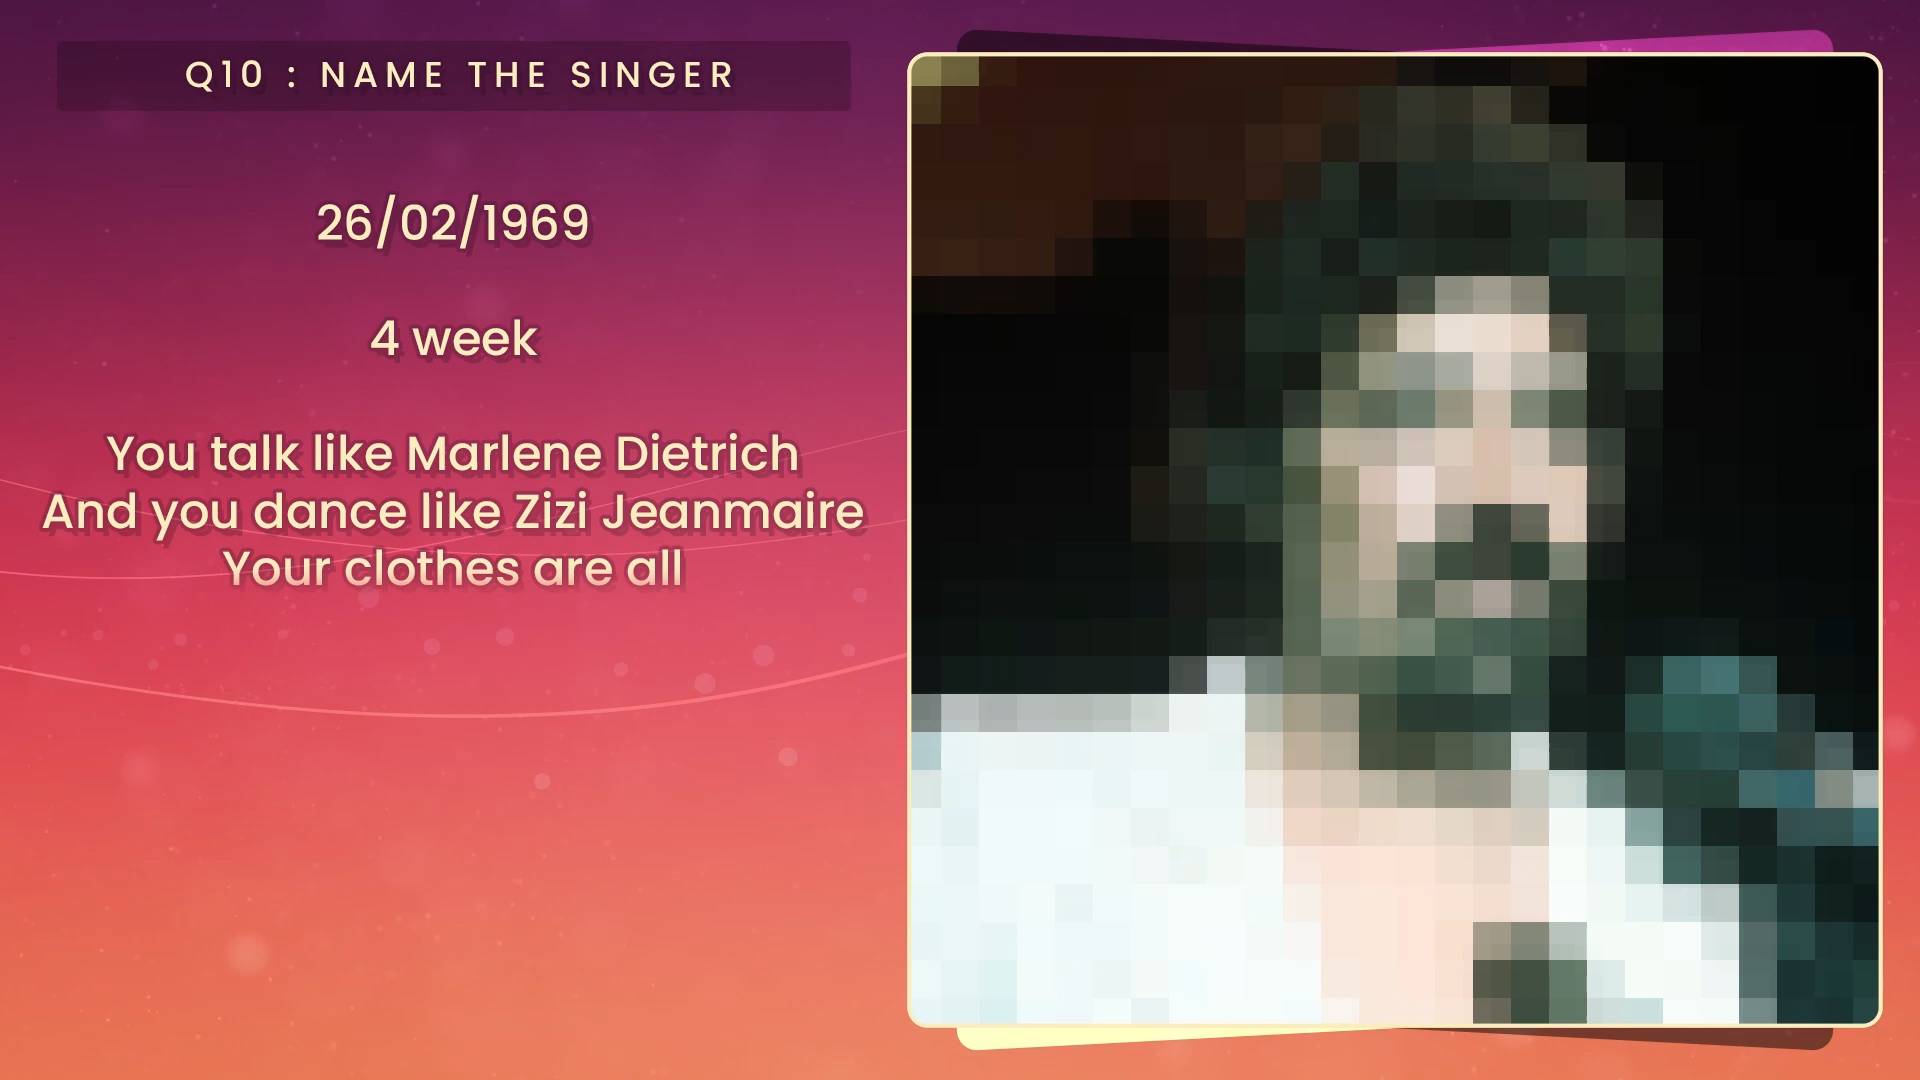 Q10 : NAME THE SINGER
26/02/1969
4 week
You talk like Marlene Dietrich
And you dance like Zizi Jeanmaire
Your clothes are all